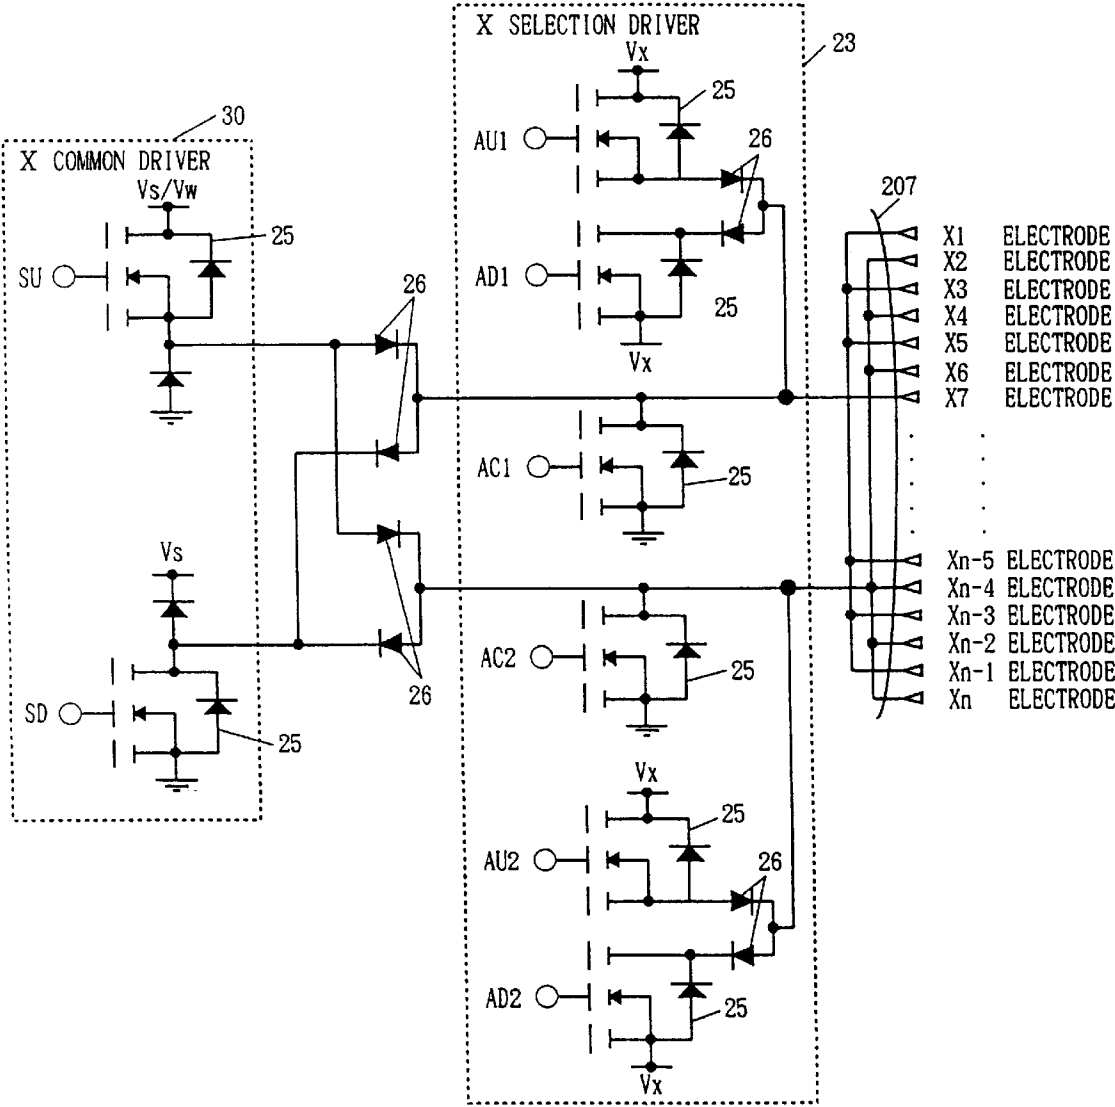 X SELECTION DRIVER
23
Vx
25
AU1
26
30
X COMMON DRIVER
Vs/Vw
25
SU
207
X1 ELECTRODE
X2 ELECTRODE
X3 ELECTRODE
X4 ELECTRODE
X5 ELECTRODE
X6 ELECTRODE
X7 ELECTRODE
AD1
25
Vx
26
AC1
25
Vs
Xn-5 ELECTRODE
Xn-4 ELECTRODE
Xn-3 ELECTRODE
Xn-2 ELECTRODE
Xn-1 ELECTRODE
Xn ELECTRODE
AC2
25
26
SD
25
Vx
25
AU2
26
AD2
25
Vx